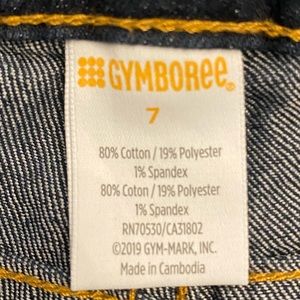 GYMBOREE
7
80% Cotton / 19% Polyester
1% Spandex
80% Coton / 19% Polyester
1% Spandex
RN70530/CA31802
©2019 GYM-MARK, INC.
Made in Cambodia